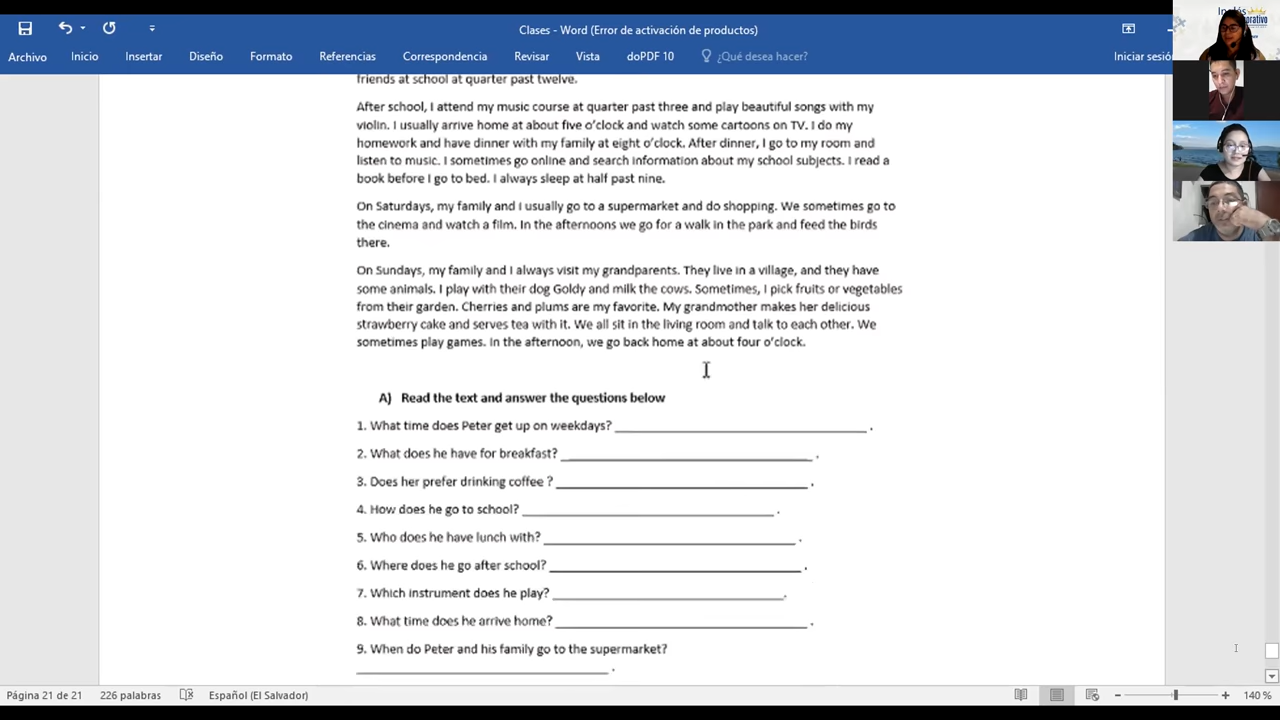 Clases - Word (Error de activación de productos)
Archivo Inicio Insertar Diseño Formato Referencias Correspondencia Revisar Vista doPDF 10 ¿Qué desea hacer? Iniciar sesió
Inglés
friends at school at quarter past twelve.
After school, I attend my music course at quarter past three and play beautiful songs with my
violin. I usually arrive home at about five o'clock and watch some cartoons on TV. I do my
homework and have dinner with my family at eight o'clock. After dinner, I go to my room and
listen to music. I sometimes go online and search information about my school subjects. I read a
book before I go to bed. I always sleep at half past nine.
On Saturdays, my family and I usually go to a supermarket and do shopping. We sometimes go to
the cinema and watch a film. In the afternoons we go for a walk in the park and feed the birds
there.
On Sundays, my family and I always visit my grandparents. They live in a village, and they have
some animals. I play with their dog Goldy and milk the cows. Sometimes, I pick fruits or vegetables
from their garden. Cherries and plums are my favorite. My grandmother makes her delicious
strawberry cake and serves tea with it. We all sit in the living room and talk to each other. We
sometimes play games. In the afternoon, we go back home at about four o'clock.
A) Read the text and answer the questions below
1. What time does Peter get up on weekdays? ______________________________ .
2. What does he have for breakfast? ______________________________ .
3. Does her prefer drinking coffee ? ______________________________ .
4. How does he go to school? ______________________________ .
5. Who does he have lunch with? ______________________________ .
6. Where does he go after school? ______________________________ .
7. Which instrument does he play? ____________________________.
8. What time does he arrive home? ______________________________ .
9. When do Peter and his family go to the supermarket?
______________________________ .
Página 21 de 21 226 palabras Español (El Salvador) 140 %